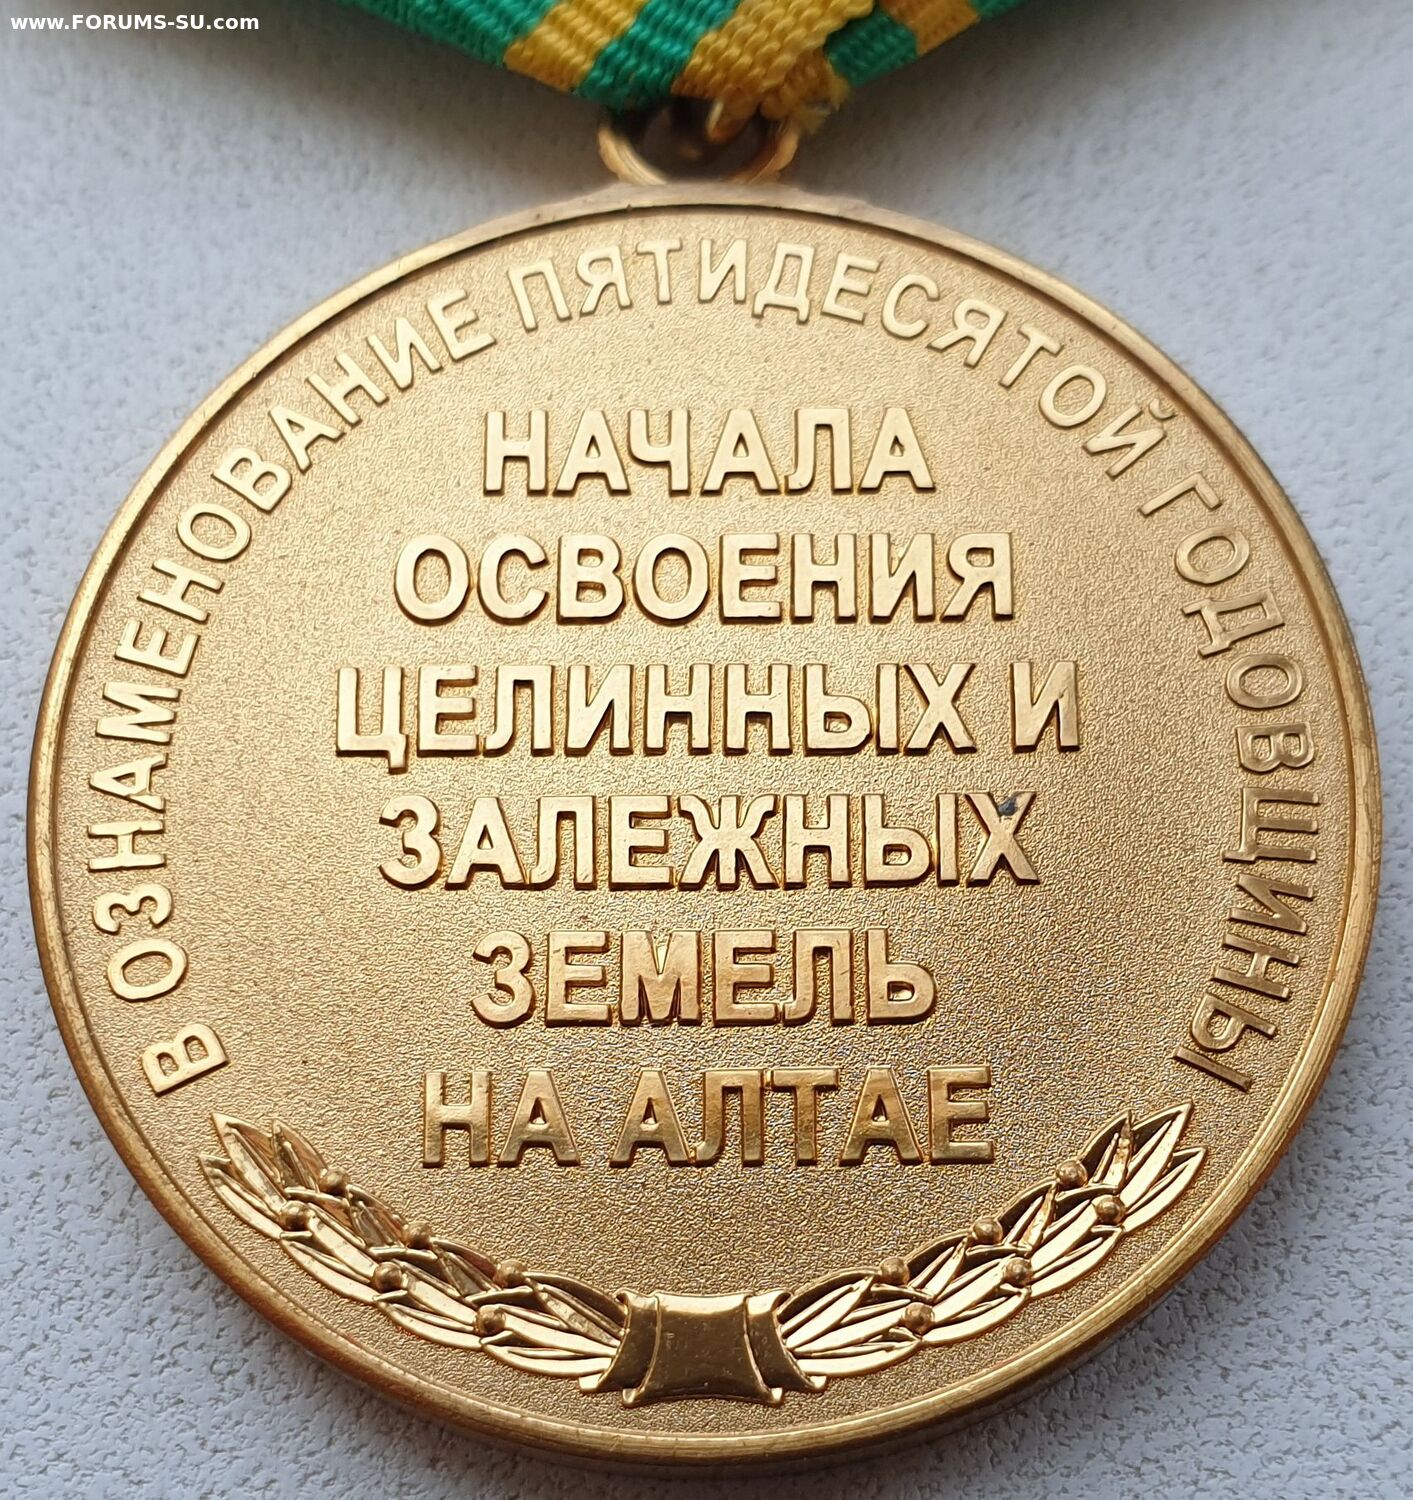 www.FORUMS-SU.com
В ОЗНАМЕНОВАНИЕ ПЯТИДЕСЯТОЙ ГОДОВЩИНЫ
НАЧАЛА
ОСВОЕНИЯ
ЦЕЛИННЫХ И
ЗАЛЕЖНЫХ
ЗЕМЕЛЬ
НА АЛТАЕ